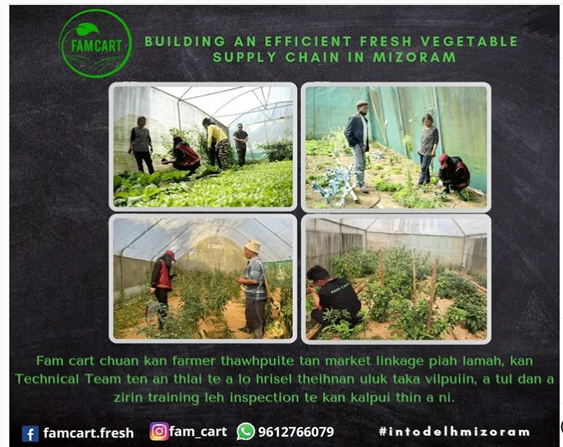 FAMCART
BUILDING AN EFFICIENT FRESH VEGETABLE
SUPPLY CHAIN IN MIZORAM
FAM CART
Fam cart chuan kan farmer thawhpuite tan market linkage piah lamah, kan
Technical Team ten an thlai te a lo hrisel theihnan uluk taka vilpuiin, a tul dan a
zirin training leh inspection te kan kalpui thin a ni.
famcart.fresh fam_cart 9612766079 #intodelhmizoram